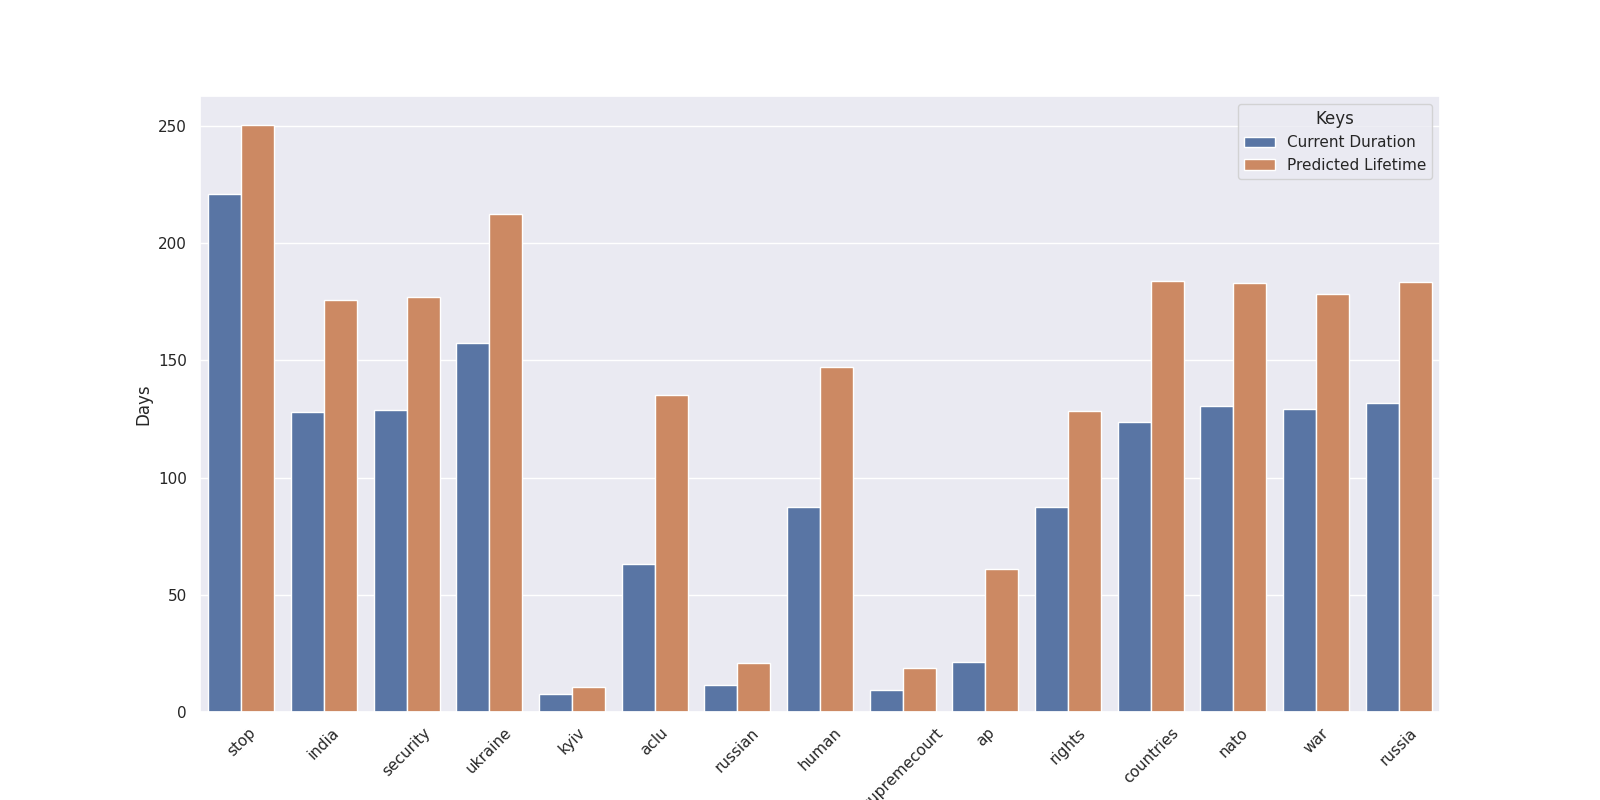 Keys
Current Duration
Predicted Lifetime
Days
250
200
150
100
50
0
stop
india
security
ukraine
kyiv
aclu
russian
human
upremecourt
ap
rights
countries
nato
war
russia